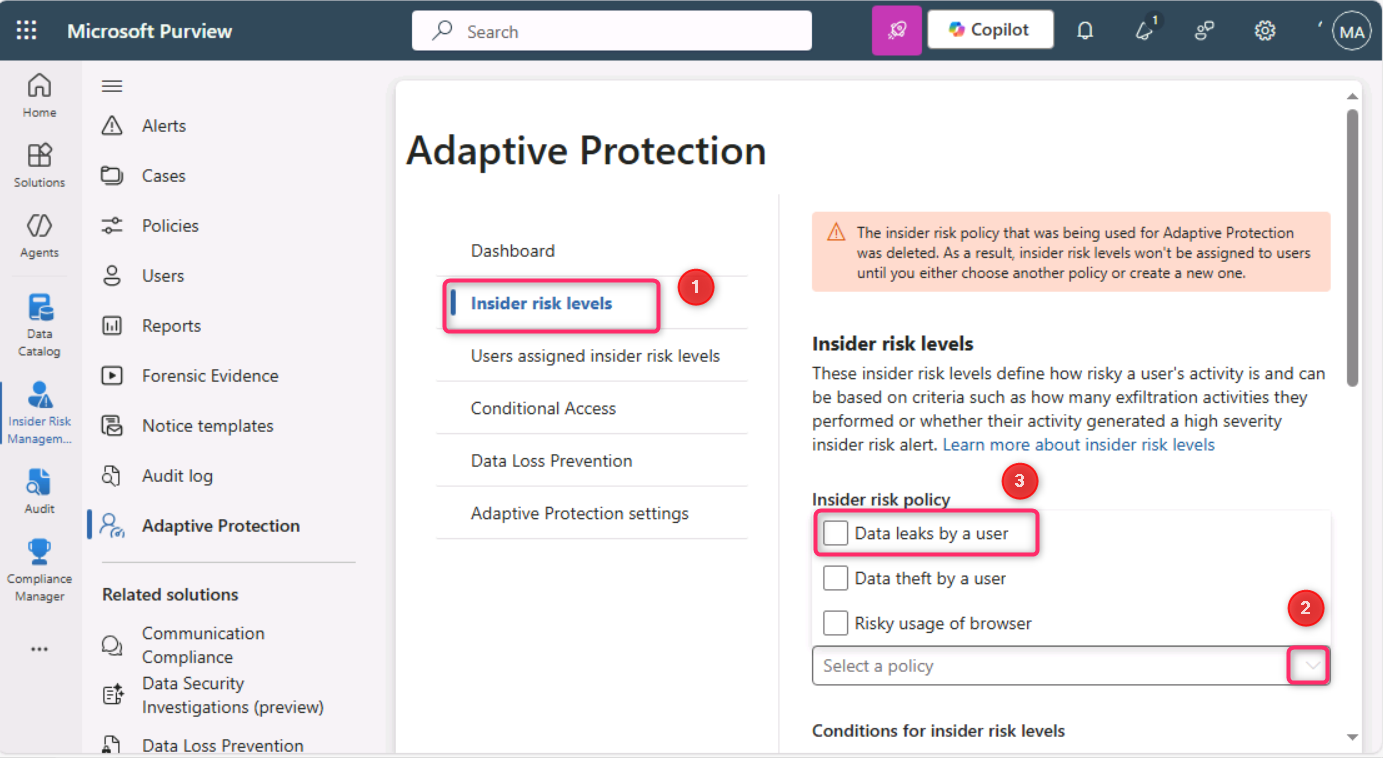 Microsoft Purview
Search
Copilot
1
MA
Home
Solutions
Agents
Data
Catalog
Insider Risk
Managem...
Audit
Compliance
Manager
Alerts
Cases
Policies
Users
Reports
Forensic Evidence
Notice templates
Audit log
Adaptive Protection
Related solutions
Communication
Compliance
Data Security
Investigations (preview)
Data Loss Prevention
Adaptive Protection
Dashboard
Insider risk levels
1
Users assigned insider risk levels
Conditional Access
Data Loss Prevention
Adaptive Protection settings
The insider risk policy that was being used for Adaptive Protection
was deleted. As a result, insider risk levels won't be assigned to users
until you either choose another policy or create a new one.
Insider risk levels
These insider risk levels define how risky a user's activity is and can
be based on criteria such as how many exfiltration activities they
performed or whether their activity generated a high severity
insider risk alert. Learn more about insider risk levels
3
Insider risk policy
Data leaks by a user
Data theft by a user
2
Risky usage of browser
Select a policy
Conditions for insider risk levels